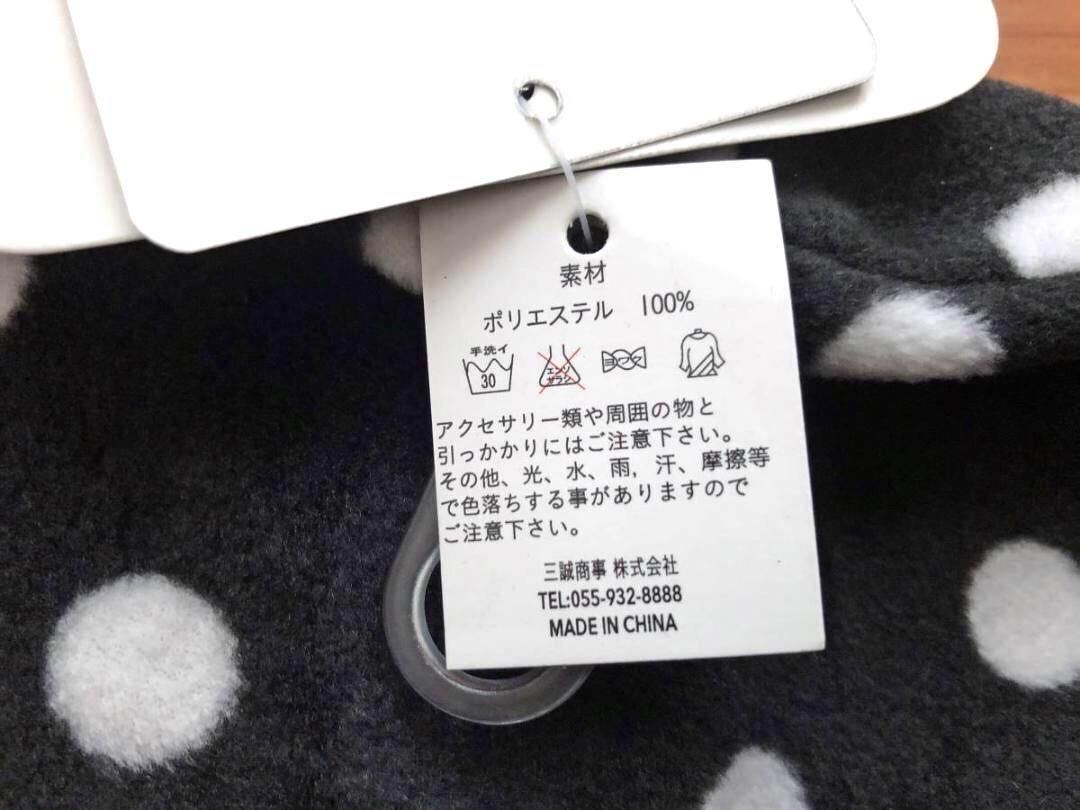 素材
ポリエステル 100%
手洗イ
30
エンソ
サラシ
ヨワク
アクセサリー類や周囲の物と
引っかかりにはご注意下さい。
その他、光、水、雨, 汗、摩擦等
で色落ちする事がありますので
ご注意下さい。
三誠商事 株式会社
TEL:055-932-8888
MADE IN CHINA